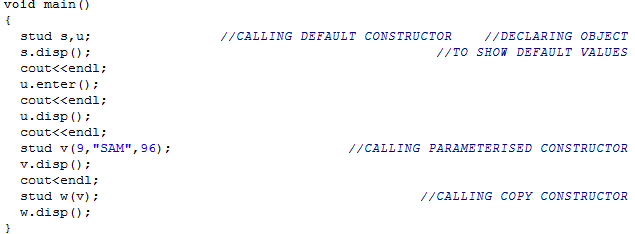 void main()
{
stud s,u; //CALLING DEFAULT CONSTRUCTOR //DECLARING OBJECT
s.disp(); //TO SHOW DEFAULT VALUES
cout<<endl;
u.enter();
cout<<endl;
u.disp();
cout<<endl;
stud v(9,"SAM",96); //CALLING PARAMETERISED CONSTRUCTOR
v.disp();
cout<endl;
stud w(v); //CALLING COPY CONSTRUCTOR
w.disp();
}